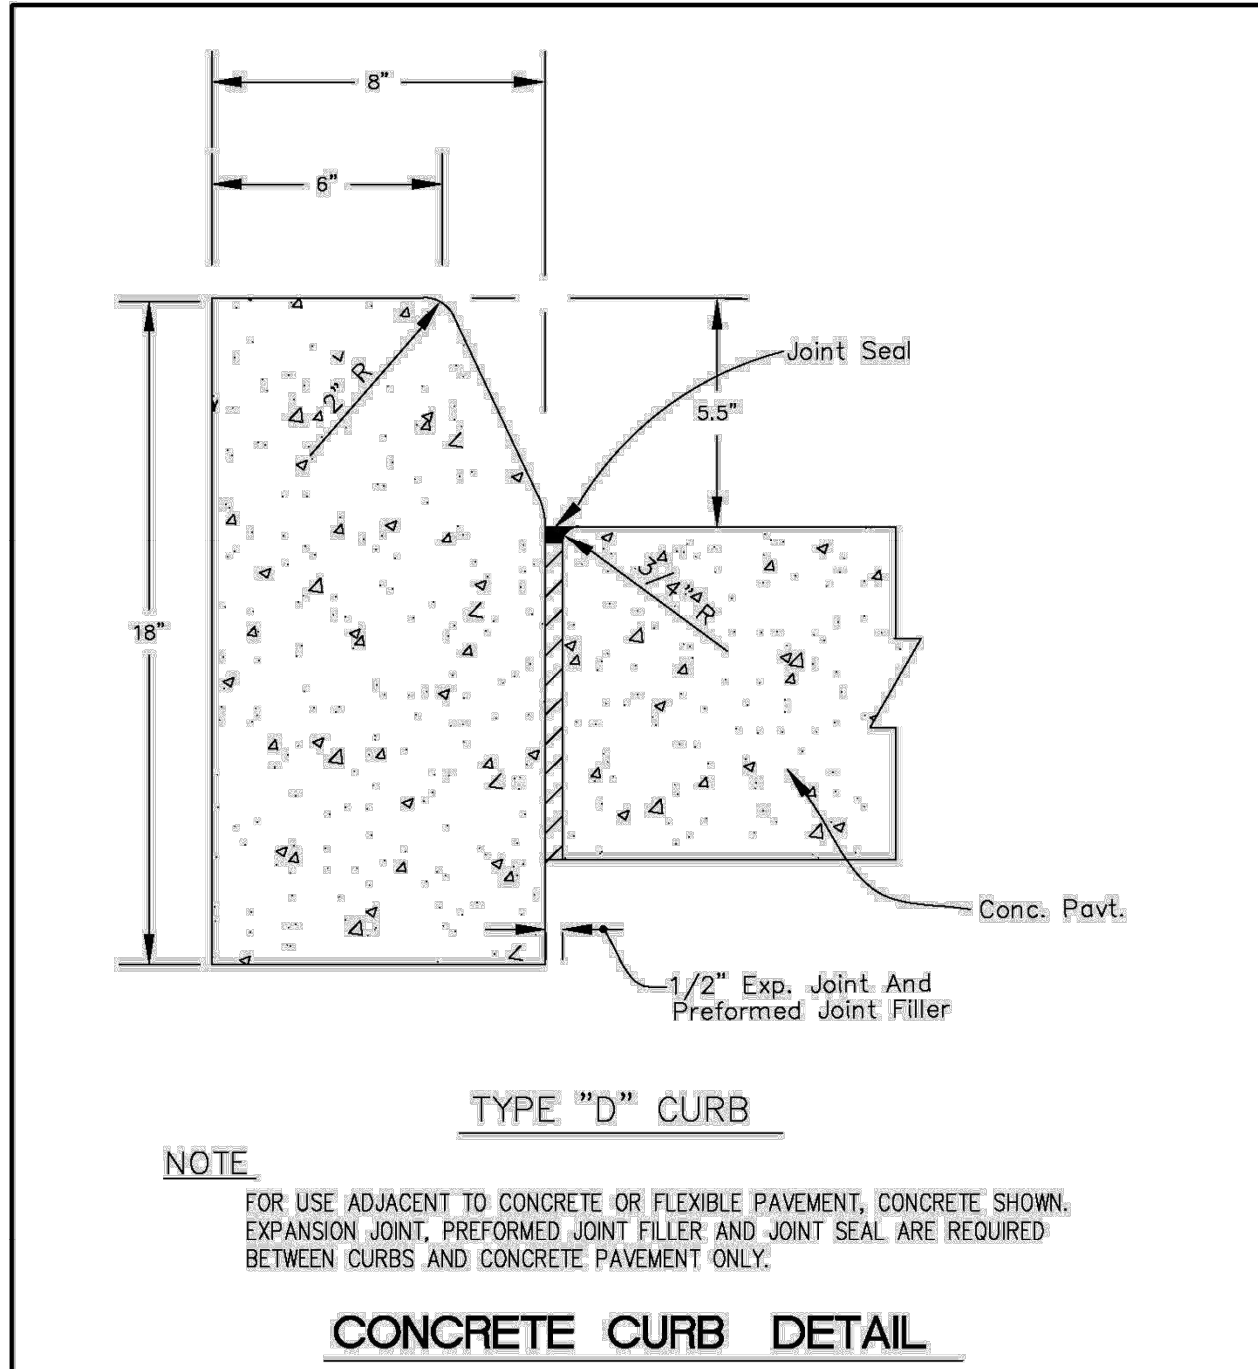 8"
6"
2" R
Joint Seal
5.5"
3/4" R
18"
Conc. Pavt.
1/2" Exp. Joint And
Preformed Joint Filler
TYPE "D" CURB
NOTE
FOR USE ADJACENT TO CONCRETE OR FLEXIBLE PAVEMENT, CONCRETE SHOWN.
EXPANSION JOINT, PREFORMED JOINT FILLER AND JOINT SEAL ARE REQUIRED
BETWEEN CURBS AND CONCRETE PAVEMENT ONLY.
CONCRETE CURB DETAIL